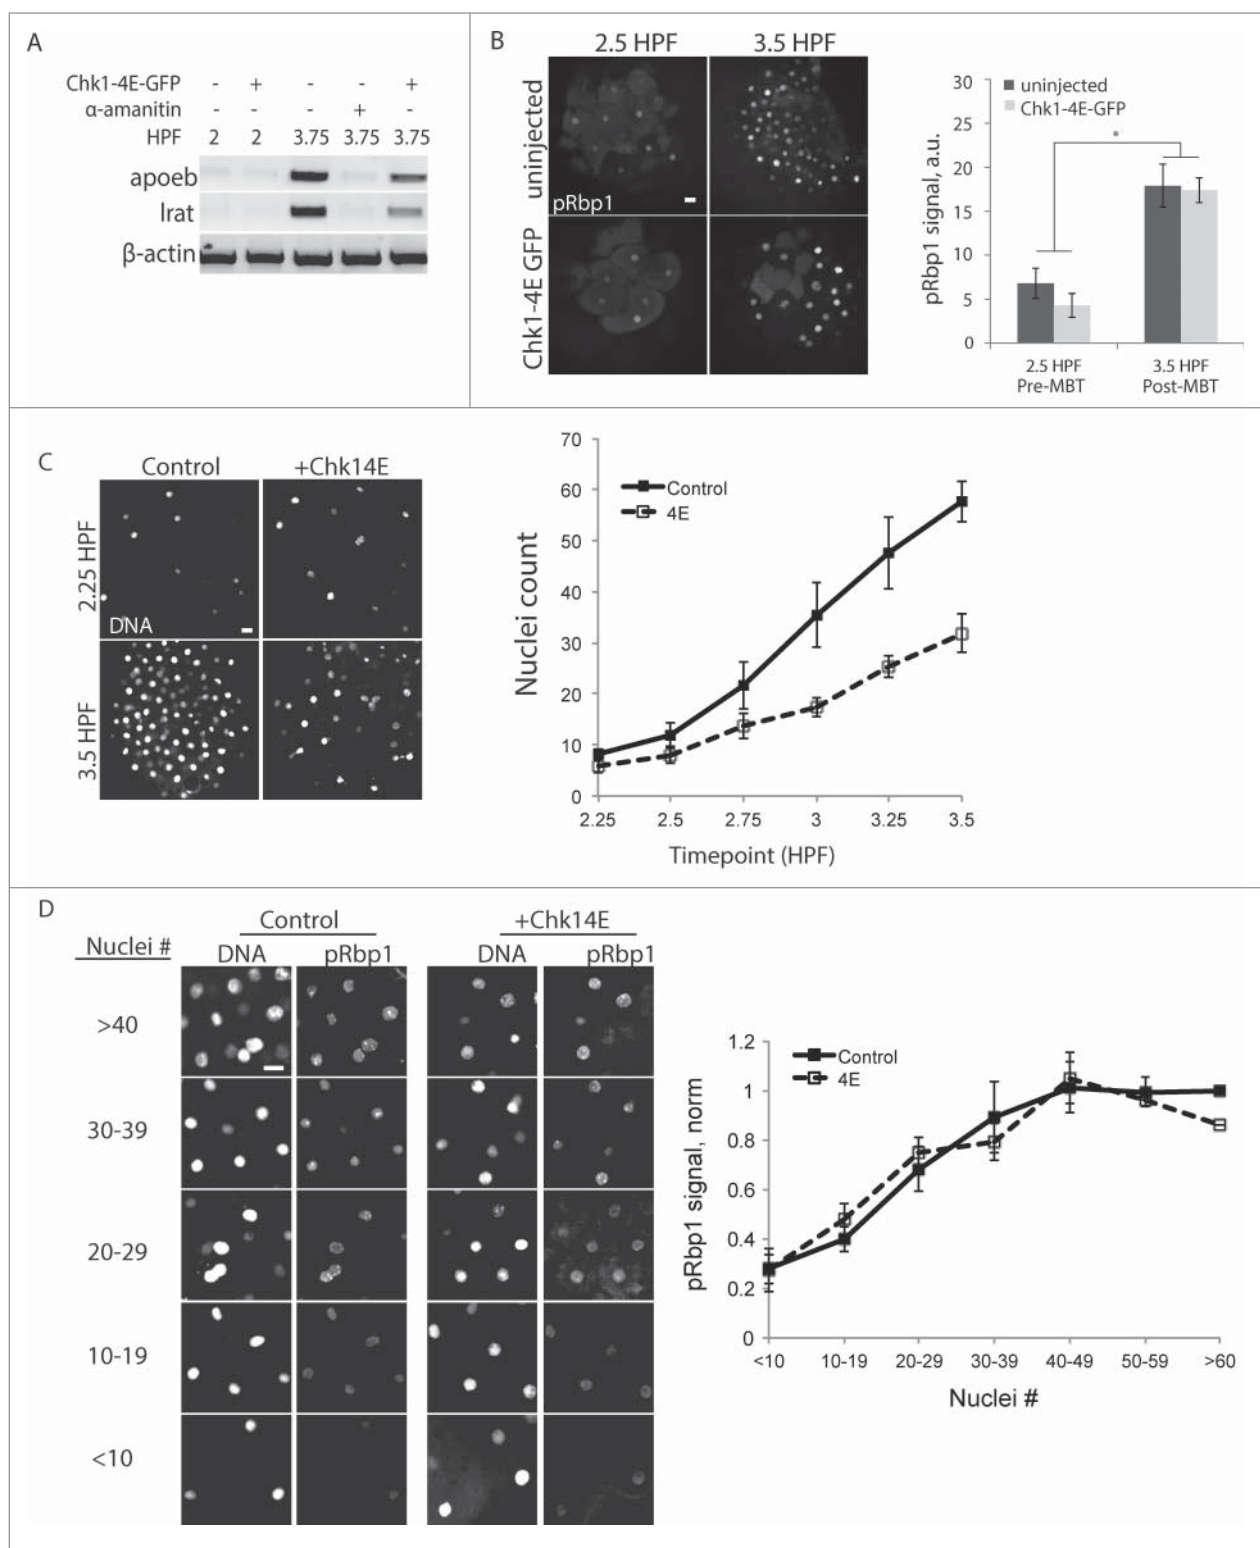 A
Chk1-4E-GFP - + - - +
α-amanitin - - - + -
HPF 2 2 3.75 3.75 3.75
apoeb
lrat
β-actin
B
2.5 HPF 3.5 HPF
uninjected
pRbp1
Chk1-4E GFP
pRbp1 signal, a.u.
30
25
20
15
10
5
0
uninjected
Chk1-4E-GFP
*
2.5 HPF 3.5 HPF
Pre-MBT Post-MBT
C
Control +Chk14E
2.25 HPF
DNA
3.5 HPF
Nuclei count
70
60
50
40
30
20
10
0
Control
4E
2.25 2.5 2.75 3 3.25 3.5
Timepoint (HPF)
D
Control +Chk14E
Nuclei # DNA pRbp1 DNA pRbp1
>40
30-39
20-29
10-19
<10
pRbp1 signal, norm
1.2
1
0.8
0.6
0.4
0.2
0
Control
4E
<10 10-19 20-29 30-39 40-49 50-59 >60
Nuclei #